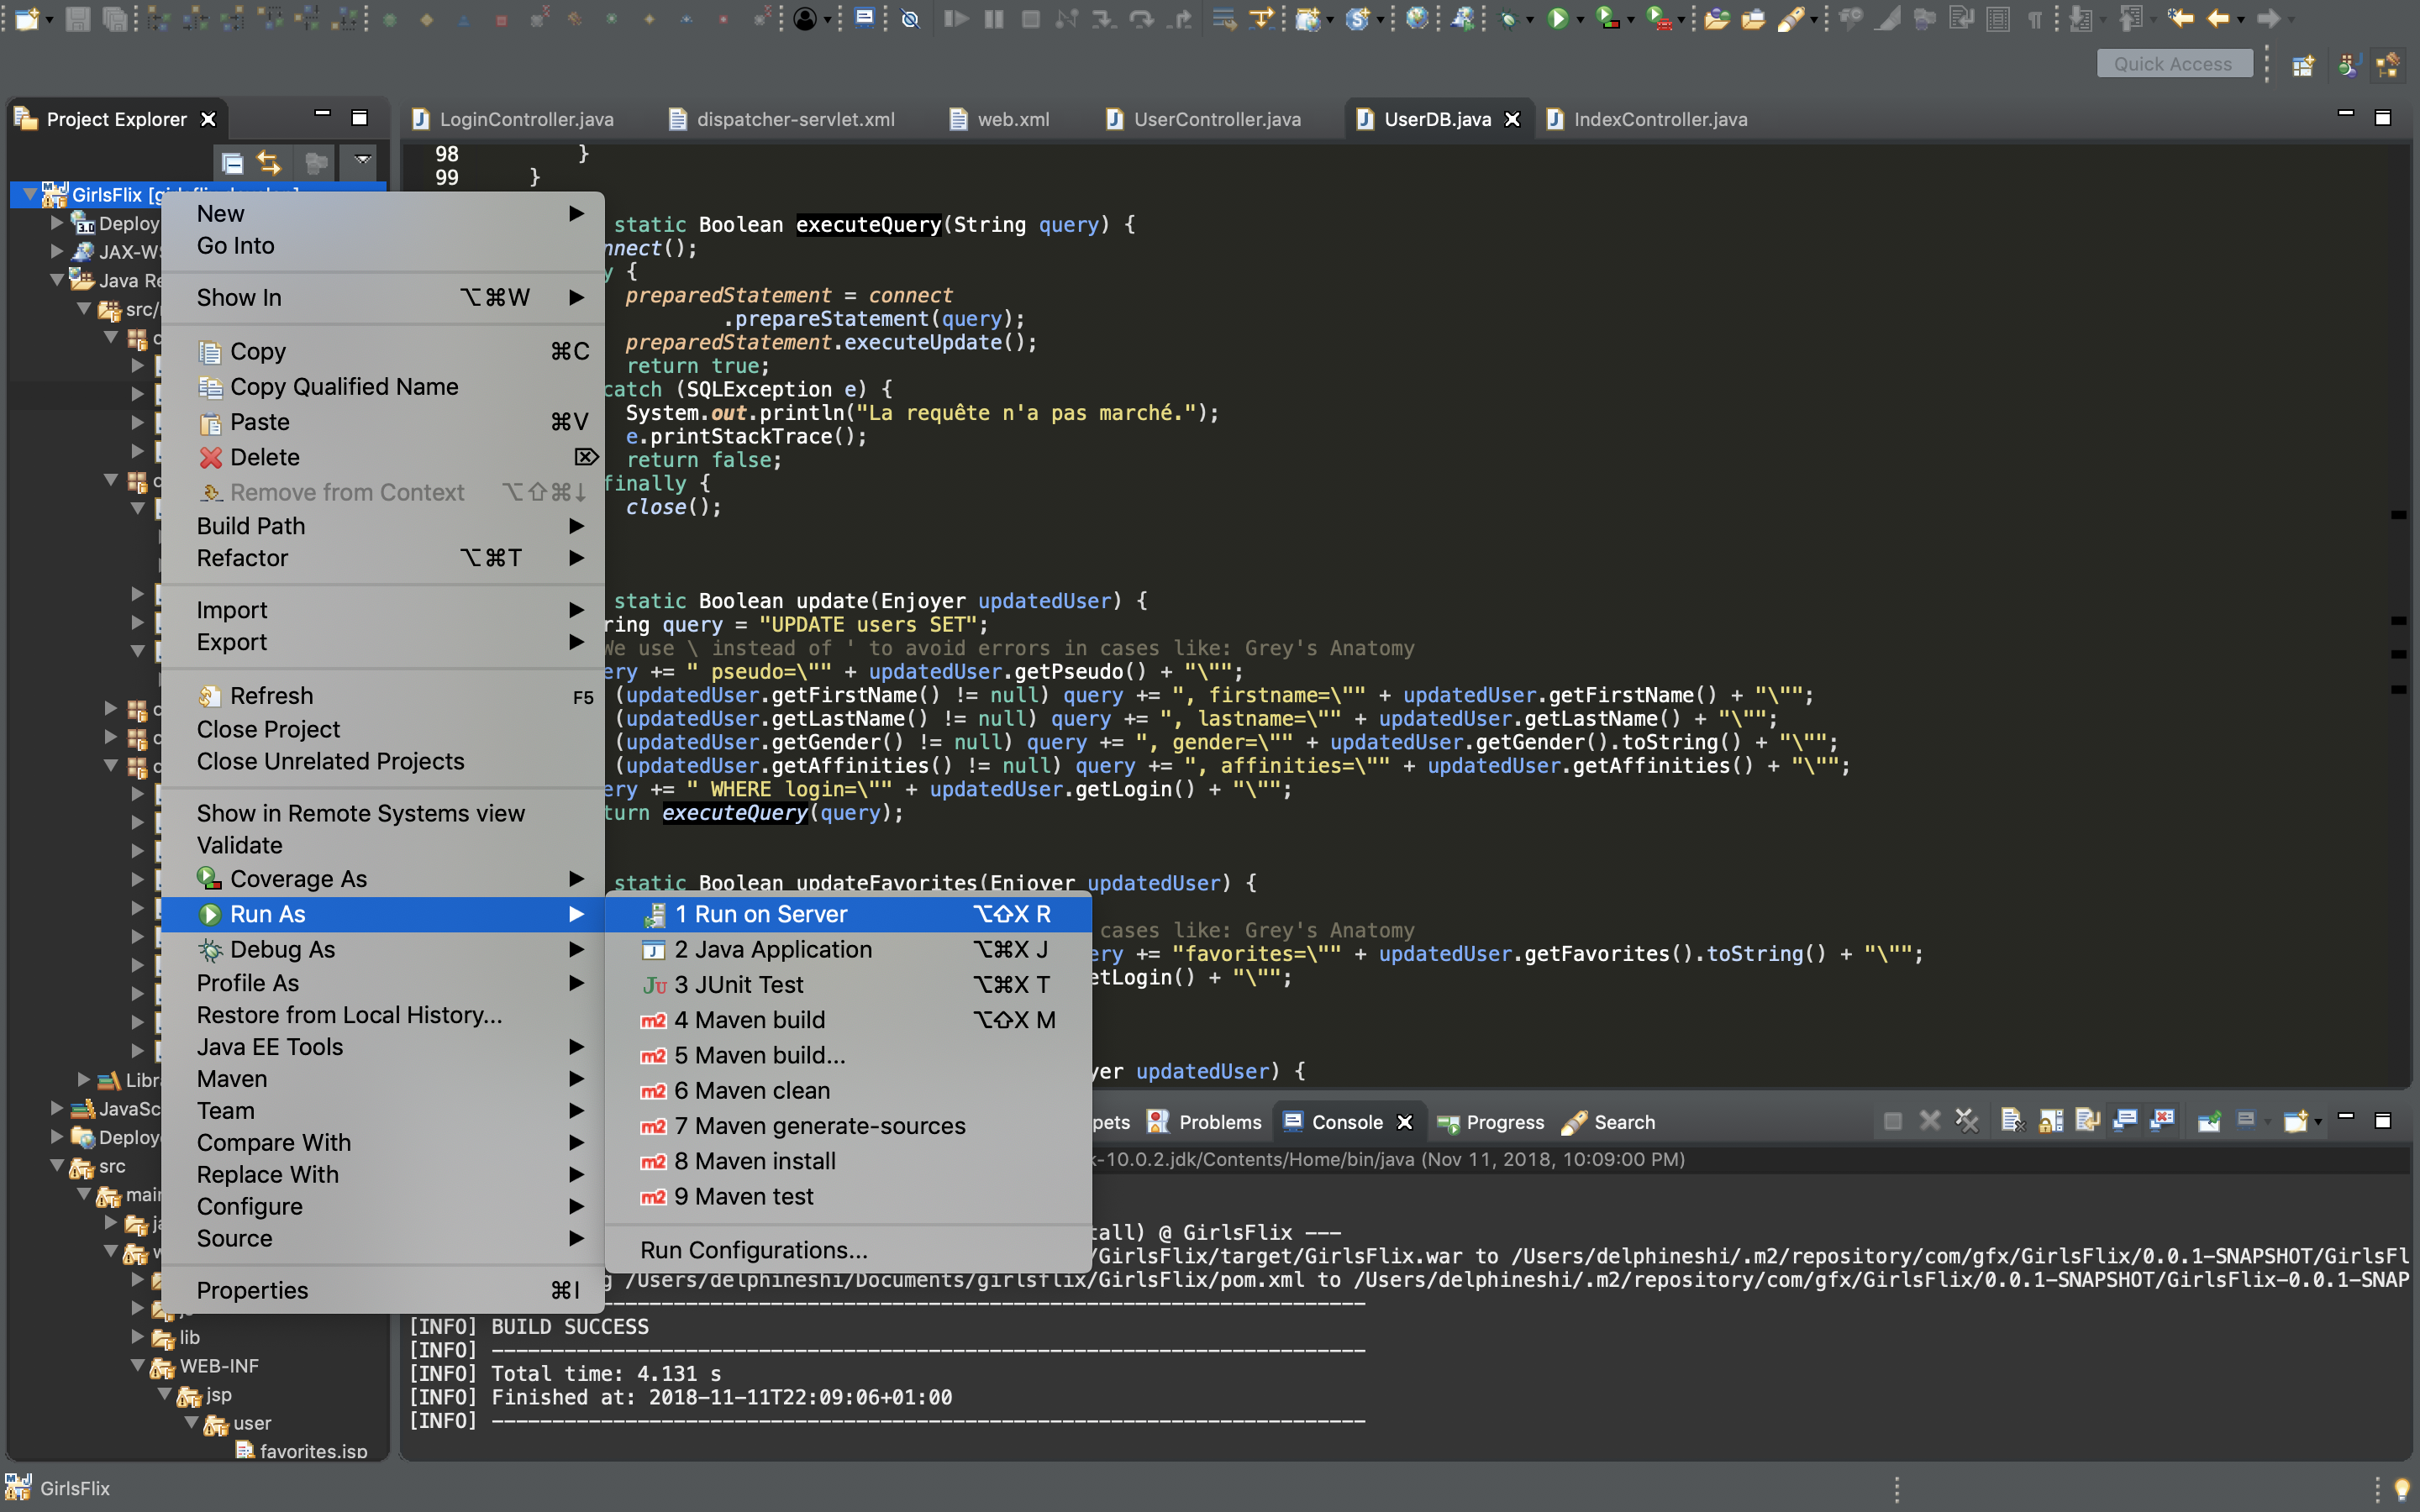 Quick Access
Project Explorer
LoginController.java
dispatcher-servlet.xml
web.xml
UserController.java
UserDB.java
IndexController.java
GirlsFlix
Deploy
JAX-WS
Java Re
src/
Libr
JavaSc
Deploy
src
main
lib
WEB-INF
jsp
user
favorites.jsp
New
Go Into
Show In ⌥⌘W
Copy ⌘C
Copy Qualified Name
Paste ⌘V
Delete ⌦
Remove from Context ⌥⇧⌘↓
Build Path
Refactor ⌥⌘T
Import
Export
Refresh F5
Close Project
Close Unrelated Projects
Show in Remote Systems view
Validate
Coverage As
Run As
Debug As
Profile As
Restore from Local History...
Java EE Tools
Maven
Team
Compare With
Replace With
Configure
Source
Properties ⌘I
1 Run on Server ⌥⇧X R
2 Java Application ⌥⌘X J
3 JUnit Test ⌥⌘X T
4 Maven build ⌥⇧X M
5 Maven build...
6 Maven clean
7 Maven generate-sources
8 Maven install
9 Maven test
Run Configurations...
98 }
99 }
static Boolean executeQuery(String query) {
nnect();
y {
preparedStatement = connect
.prepareStatement(query);
preparedStatement.executeUpdate();
return true;
catch (SQLException e) {
System.out.println("La requête n'a pas marché.");
e.printStackTrace();
return false;
finally {
close();
static Boolean update(Enjoyer updatedUser) {
ring query = "UPDATE users SET";
We use \ instead of ' to avoid errors in cases like: Grey's Anatomy
ery += " pseudo=\"" + updatedUser.getPseudo() + "\"";
(updatedUser.getFirstName() != null) query += ", firstname=\"" + updatedUser.getFirstName() + "\"";
(updatedUser.getLastName() != null) query += ", lastname=\"" + updatedUser.getLastName() + "\"";
(updatedUser.getGender() != null) query += ", gender=\"" + updatedUser.getGender().toString() + "\"";
(updatedUser.getAffinities() != null) query += ", affinities=\"" + updatedUser.getAffinities() + "\"";
ery += " WHERE login=\"" + updatedUser.getLogin() + "\"";
turn executeQuery(query);
static Boolean updateFavorites(Enjoyer updatedUser) {
cases like: Grey's Anatomy
ery += "favorites=\"" + updatedUser.getFavorites().toString() + "\"";
etLogin() + "\"";
yer updatedUser) {
pets
Problems
Console
Progress
Search
k-10.0.2.jdk/Contents/Home/bin/java (Nov 11, 2018, 10:09:00 PM)
tall) @ GirlsFlix ---
/GirlsFlix/target/GirlsFlix.war to /Users/delphineshi/.m2/repository/com/gfx/GirlsFlix/0.0.1-SNAPSHOT/GirlsFl
g /Users/delphineshi/Documents/girlsflix/GirlsFlix/pom.xml to /Users/delphineshi/.m2/repository/com/gfx/GirlsFlix/0.0.1-SNAPSHOT/GirlsFlix-0.0.1-SNAP
[INFO] BUILD SUCCESS
[INFO] ------------------------------------------------------------------------
[INFO] Total time: 4.131 s
[INFO] Finished at: 2018-11-11T22:09:06+01:00
[INFO] ------------------------------------------------------------------------
GirlsFlix